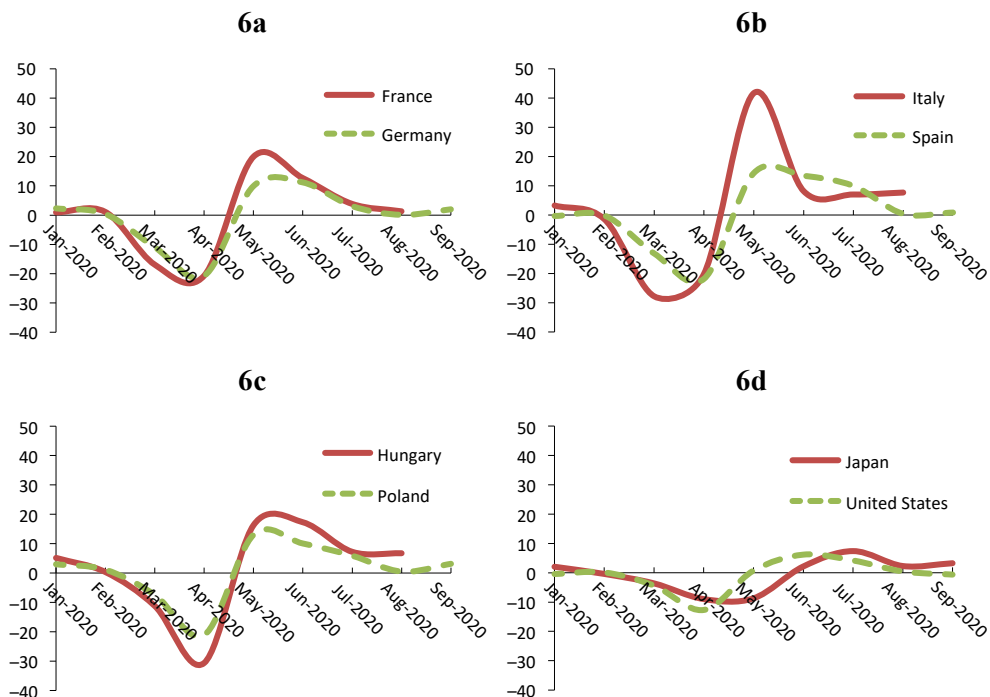 6a
50
40
30
20
10
0
–10
–20
–30
–40
France
Germany
Jan-2020
Feb-2020
Mar-2020
Apr-2020
May-2020
Jun-2020
Jul-2020
Aug-2020
Sep-2020
6b
50
40
30
20
10
0
–10
–20
–30
–40
Italy
Spain
Jan-2020
Feb-2020
Mar-2020
Apr-2020
May-2020
Jun-2020
Jul-2020
Aug-2020
Sep-2020
6c
50
40
30
20
10
0
–10
–20
–30
–40
Hungary
Poland
Jan-2020
Feb-2020
Mar-2020
Apr-2020
May-2020
Jun-2020
Jul-2020
Aug-2020
Sep-2020
6d
50
40
30
20
10
0
–10
–20
–30
–40
Japan
United States
Jan-2020
Feb-2020
Mar-2020
Apr-2020
May-2020
Jun-2020
Jul-2020
Aug-2020
Sep-2020